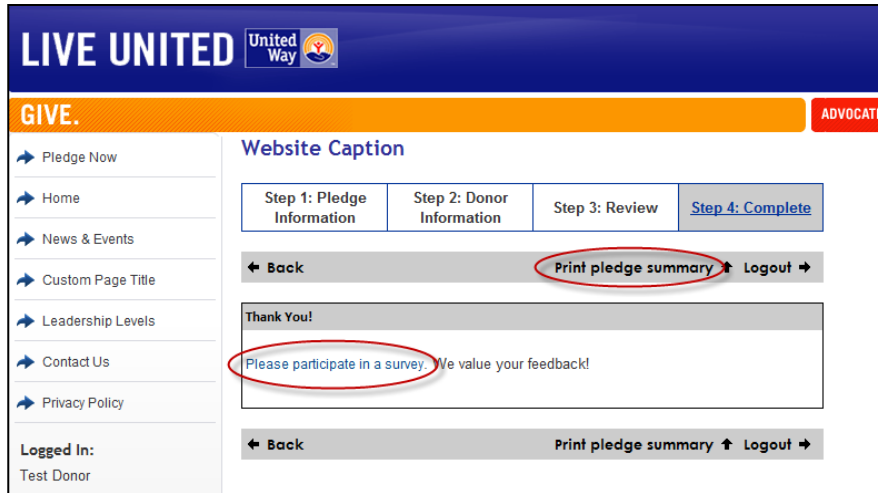 LIVE UNITED
United
Way
GIVE.
Pledge Now
Home
News & Events
Custom Page Title
Leadership Levels
Contact Us
Privacy Policy
Logged In:
Test Donor
Website Caption
Step 1: Pledge
Information
Step 2: Donor
Information
Step 3: Review
Step 4: Complete
Back
Print pledge summary
Logout
Thank You!
Please participate in a survey. We value your feedback!
Back
Print pledge summary
Logout